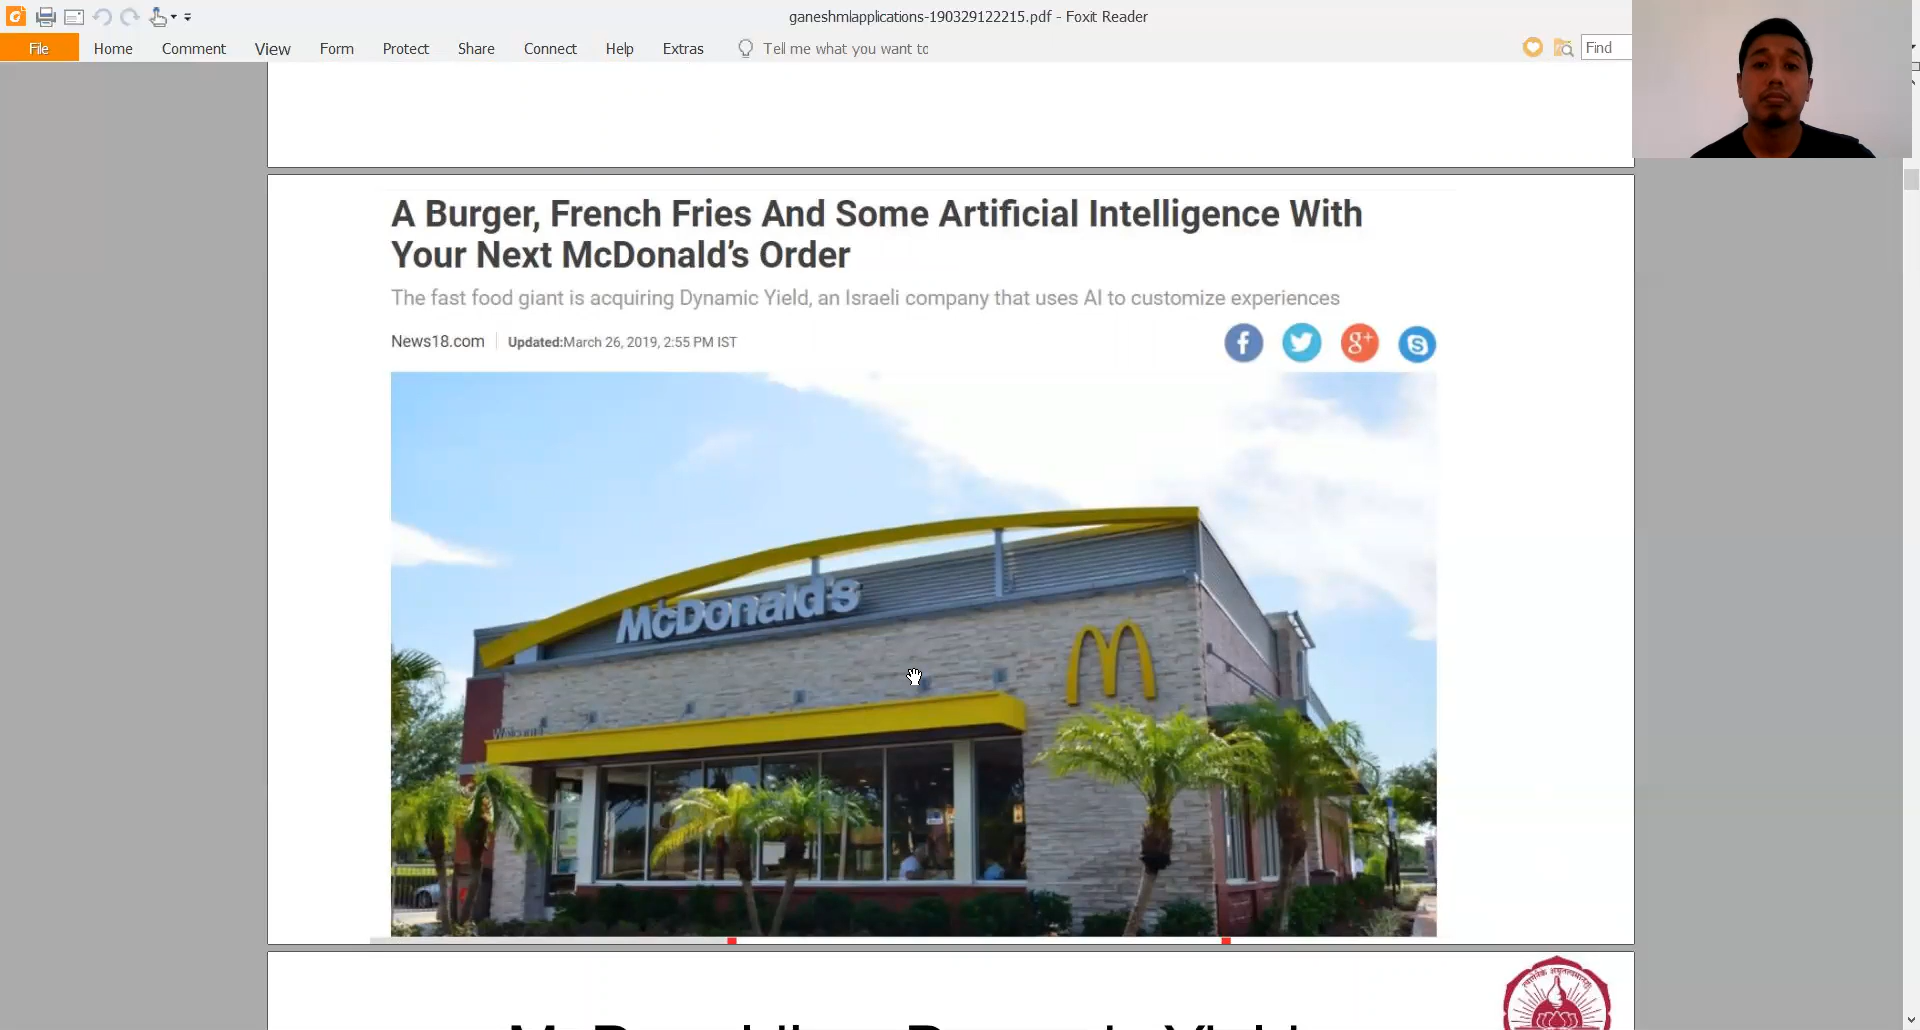 ganeshmlapplications-190329122215.pdf - Foxit Reader
File Home Comment View Form Protect Share Connect Help Extras Tell me what you want to Find
A Burger, French Fries And Some Artificial Intelligence With
Your Next McDonald's Order
The fast food giant is acquiring Dynamic Yield, an Israeli company that uses AI to customize experiences
News18.com Updated:March 26, 2019, 2:55 PM IST
McDonald's
Welcome